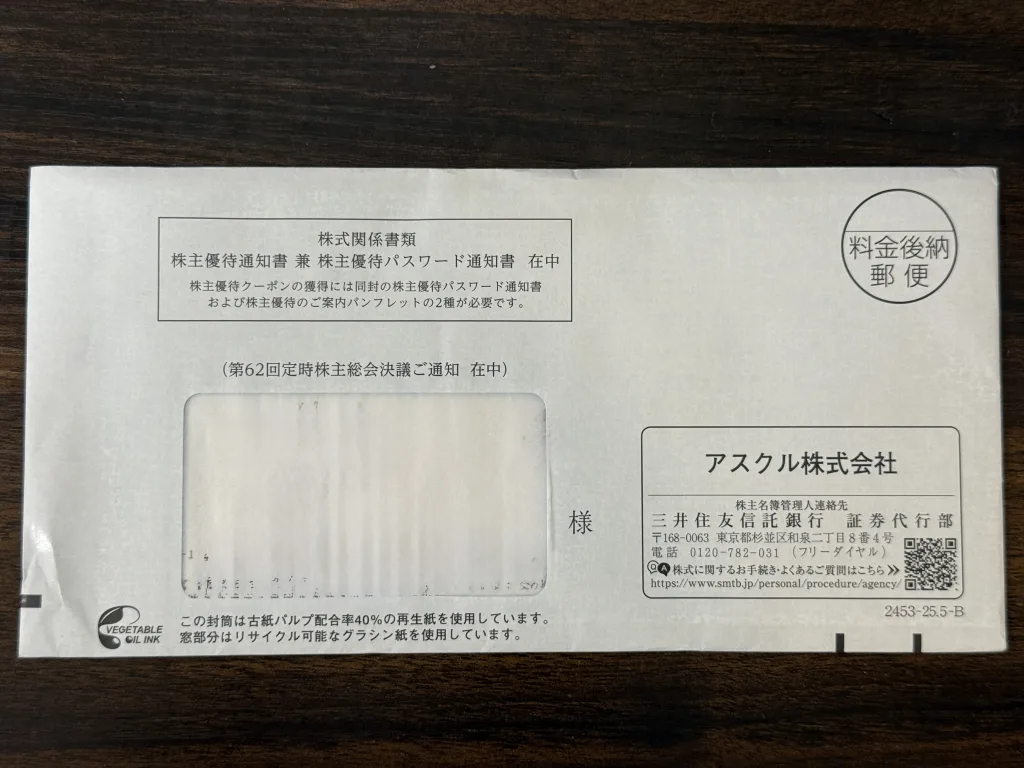 株式関係書類
株主優待通知書 兼 株主優待パスワード通知書 在中
株主優待クーポンの獲得には同封の株主優待パスワード通知書
および株主優待のご案内パンフレットの2種が必要です。
料金後納
郵便
(第62回定時株主総会決議ご通知 在中)
様
アスクル株式会社
株主名簿管理人連絡先
三井住友信託銀行 証券代行部
〒168-0063 東京都杉並区和泉二丁目8番4号
電話 0120-782-031 (フリーダイヤル)
QA 株式に関するお手続き・よくあるご質問はこちら
https://www.smtb.jp/personal/procedure/agency/
2453-25.5-B
VEGETABLE
OIL INK
この封筒は古紙パルプ配合率40%の再生紙を使用しています。
窓部分はリサイクル可能なグラシン紙を使用しています。